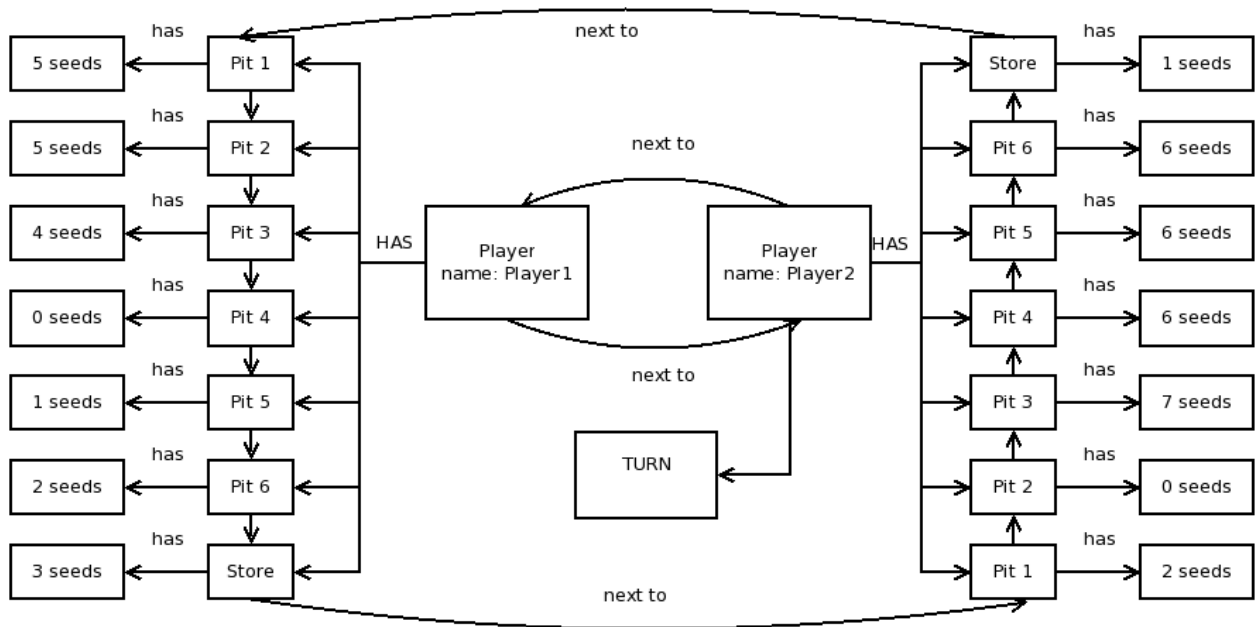 next to
has
Pit 1
5 seeds
Store
has
1 seeds
has
Pit 2
5 seeds
next to
Pit 6
has
6 seeds
has
Pit 3
4 seeds
HAS
Player
name: Player1
Player
name: Player2
HAS
Pit 5
has
6 seeds
has
Pit 4
0 seeds
Pit 4
has
6 seeds
has
Pit 5
1 seeds
next to
Pit 3
has
7 seeds
has
Pit 6
2 seeds
TURN
Pit 2
has
0 seeds
has
Store
3 seeds
next to
Pit 1
has
2 seeds